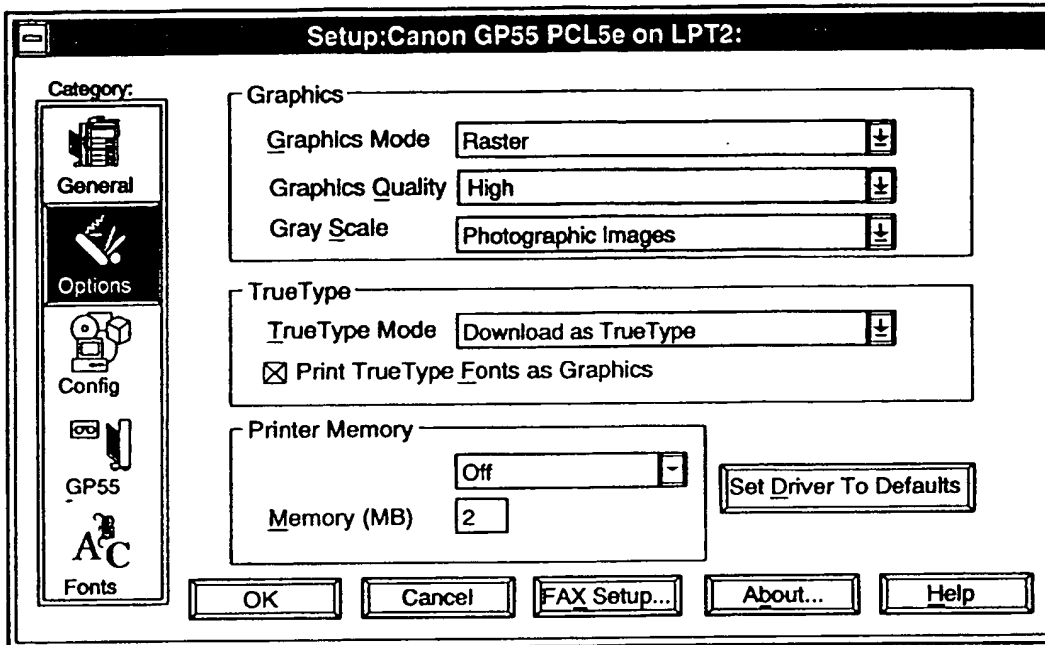 Setup:Canon GP55 PCL5e on LPT2:
Category:
General
Options
Config
GP55
Fonts
Graphics
Graphics Mode Raster
Graphics Quality High
Gray Scale Photographic Images
TrueType
TrueType Mode Download as TrueType
Print TrueType Fonts as Graphics
Printer Memory
Off
Memory (MB) 2
Set Driver To Defaults
OK Cancel FAX Setup... About... Help